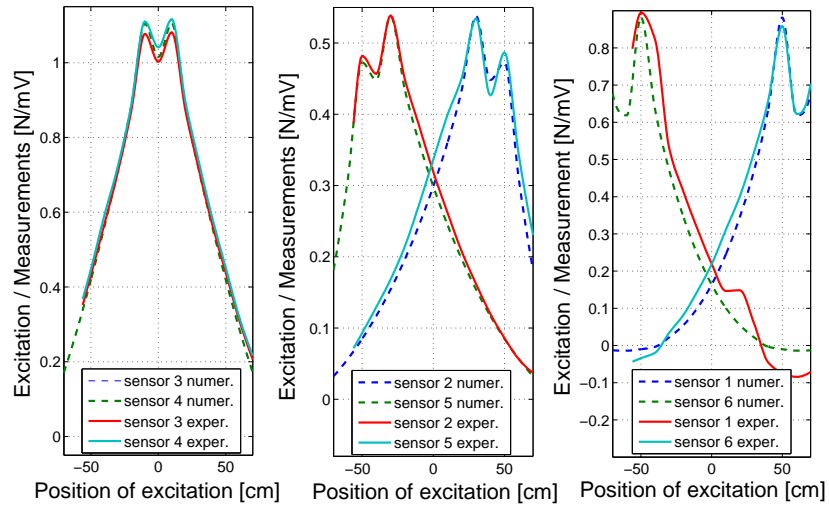 Excitation / Measurements [N/mV]
1
0.8
0.6
0.4
0.2
0
sensor 3 numer.
sensor 4 numer.
sensor 3 exper.
sensor 4 exper.
−50
0
50
Position of excitation [cm]
Excitation / Measurements [N/mV]
0.5
0.4
0.3
0.2
0.1
0
sensor 2 numer.
sensor 5 numer.
sensor 2 exper.
sensor 5 exper.
−50
0
50
Position of excitation [cm]
Excitation / Measurement [N/mV]
0.8
0.7
0.6
0.5
0.4
0.3
0.2
0.1
0
−0.1
−0.2
sensor 1 numer.
sensor 6 numer.
sensor 1 exper.
sensor 6 exper.
−50
0
50
Position of excitation [cm]